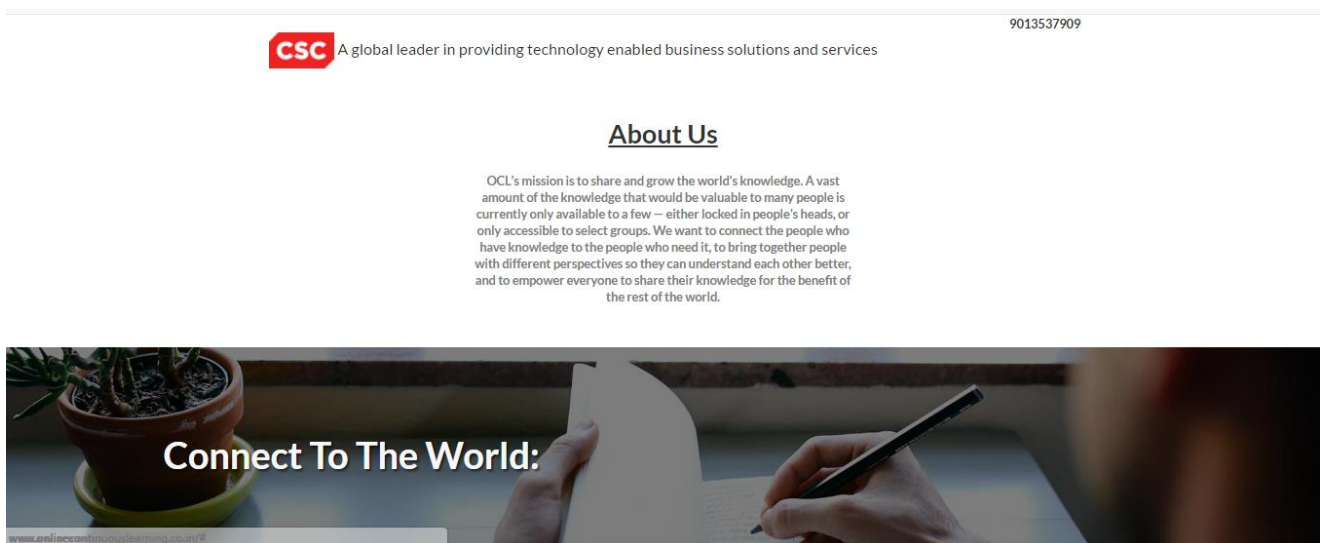 9013537909
CSC A global leader in providing technology enabled business solutions and services
About Us
OCL's mission is to share and grow the world's knowledge. A vast
amount of the knowledge that would be valuable to many people is
currently only available to a few — either locked in people's heads, or
only accessible to select groups. We want to connect the people who
have knowledge to the people who need it, to bring together people
with different perspectives so they can understand each other better,
and to empower everyone to share their knowledge for the benefit of
the rest of the world.
Connect To The World:
www.onlinecontinuouslearning.co.in/#